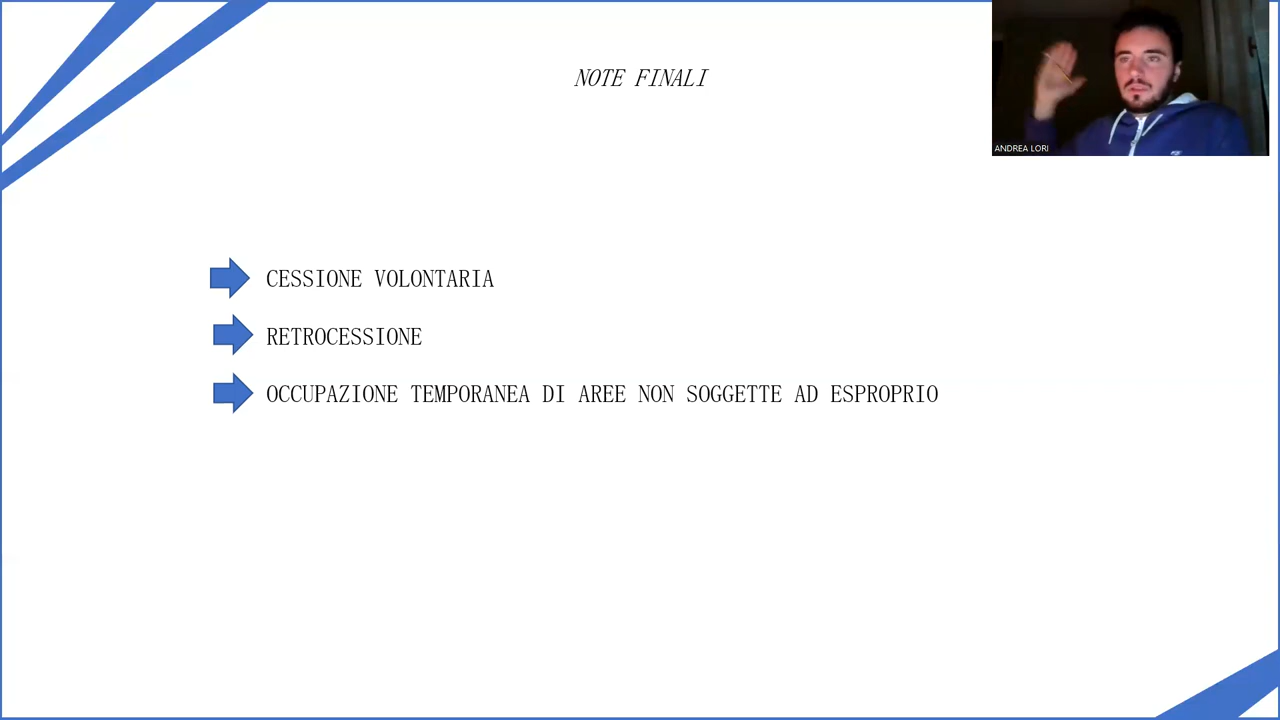 NOTE FINALI
ANDREA LORI
CESSIONE VOLONTARIA
RETROCESSIONE
OCCUPAZIONE TEMPORANEA DI AREE NON SOGGETTE AD ESPROPRIO